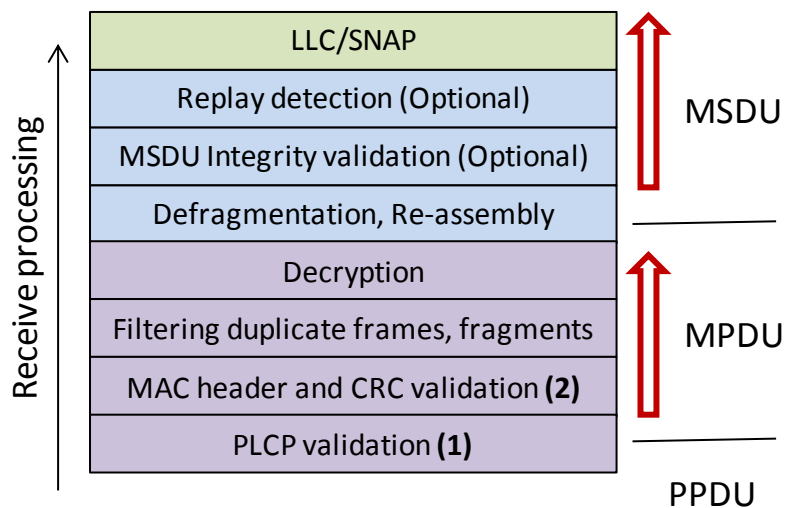 LLC/SNAP
Replay detection (Optional)
MSDU Integrity validation (Optional)
Defragmentation, Re-assembly
Decryption
Filtering duplicate frames, fragments
MAC header and CRC validation (2)
PLCP validation (1)
Receive processing
MSDU
MPDU
PPDU